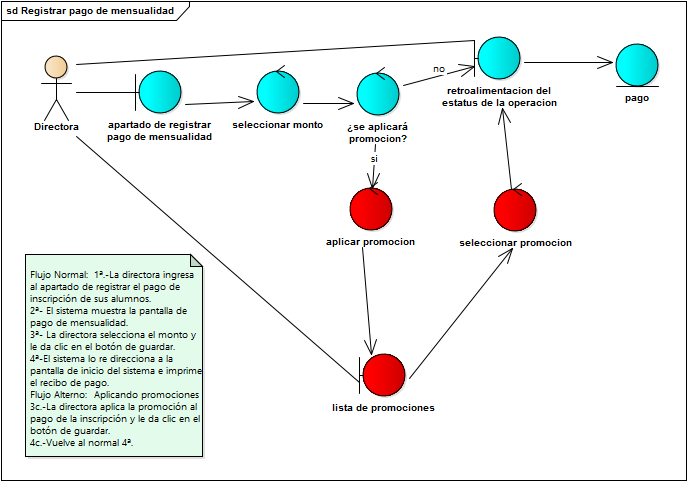 sd Registrar pago de mensualidad
no
retroalimentacion del
estatus de la operacion
pago
Directora
apartado de registrar
pago de mensualidad
seleccionar monto
¿se aplicará
promocion?
si
aplicar promocion
seleccionar promocion
lista de promociones
Flujo Normal: 1ª.-La directora ingresa
al apartado de registrar el pago de
inscripción de sus alumnos.
2ª- El sistema muestra la pantalla de
pago de mensualidad.
3ª- La directora selecciona el monto y
le da clic en el botón de guardar.
4ª-El sistema lo re direcciona a la
pantalla de inicio del sistema e imprime
el recibo de pago.
Flujo Alterno: Aplicando promociones
3c.-La directora aplica la promoción al
pago de la inscripción y le da clic en el
botón de guardar.
4c.-Vuelve al normal 4ª.